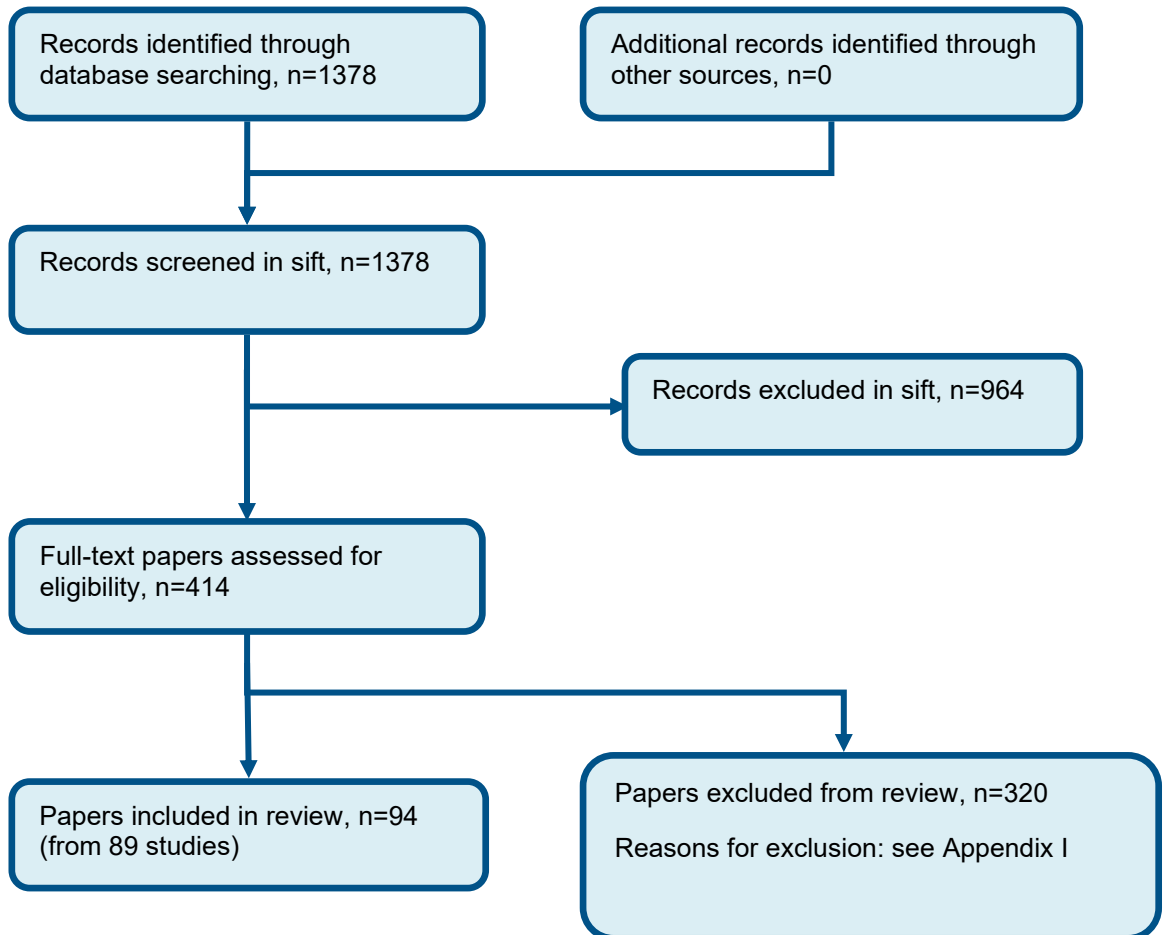 Records identified through
database searching, n=1378
Additional records identified through
other sources, n=0
Records screened in sift, n=1378
Records excluded in sift, n=964
Full-text papers assessed for
eligibility, n=414
Papers included in review, n=94
(from 89 studies)
Papers excluded from review, n=320
Reasons for exclusion: see Appendix I